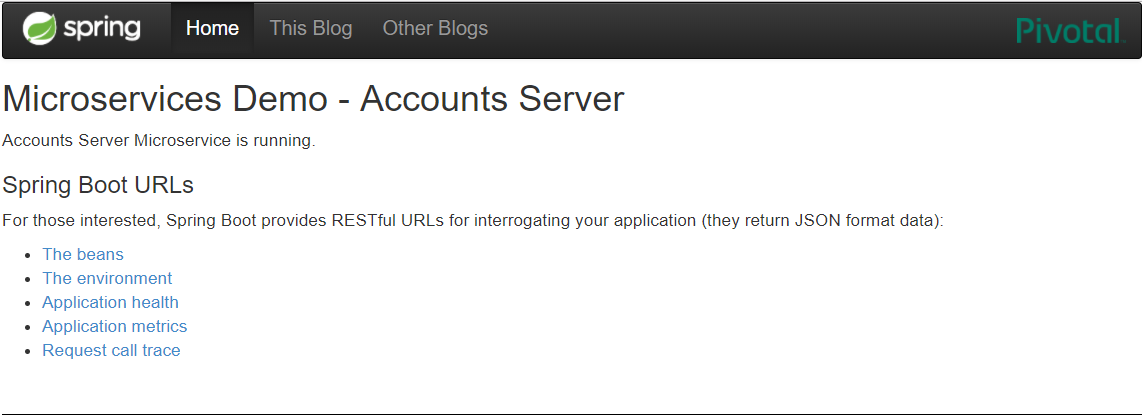 spring Home This Blog Other Blogs Pivotal
Microservices Demo - Accounts Server
Accounts Server Microservice is running.
Spring Boot URLs
For those interested, Spring Boot provides RESTful URLs for interrogating your application (they return JSON format data):
• The beans
• The environment
• Application health
• Application metrics
• Request call trace